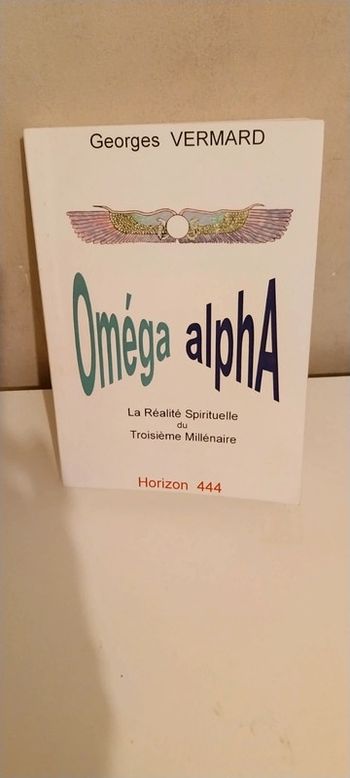 Georges VERMARD
Oméga alphA
La Réalité Spirituelle
du
Troisième Millénaire
Horizon 444